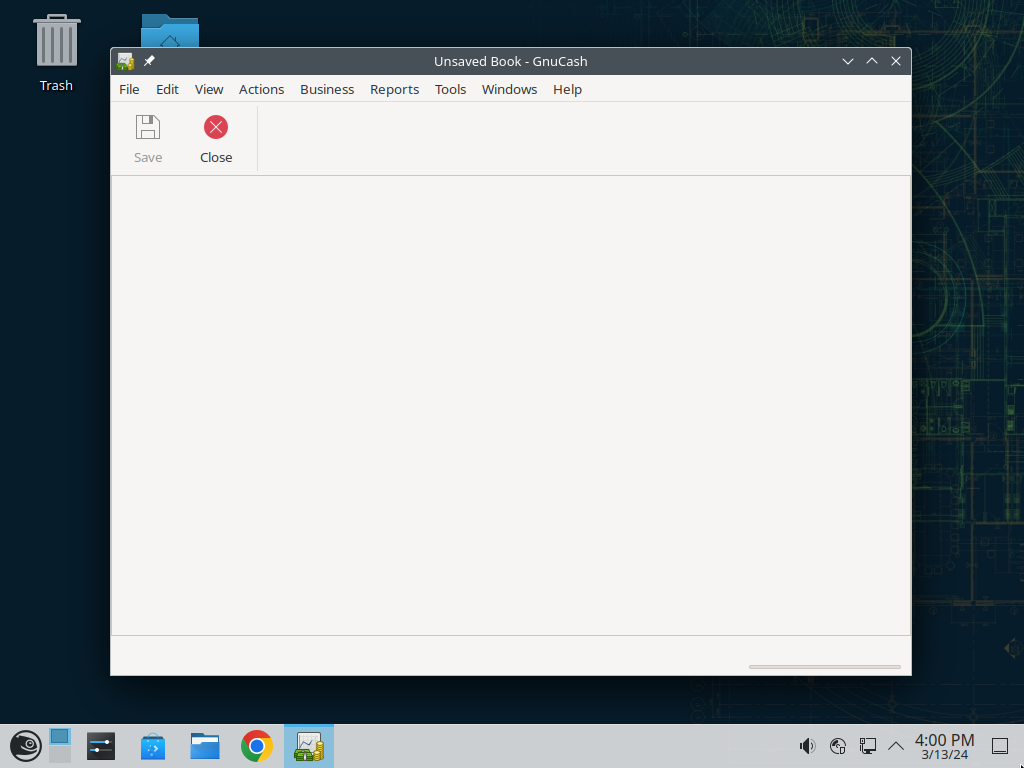 Trash
Unsaved Book - GnuCash
File Edit View Actions Business Reports Tools Windows Help
Save Close
4:00 PM
3/13/24